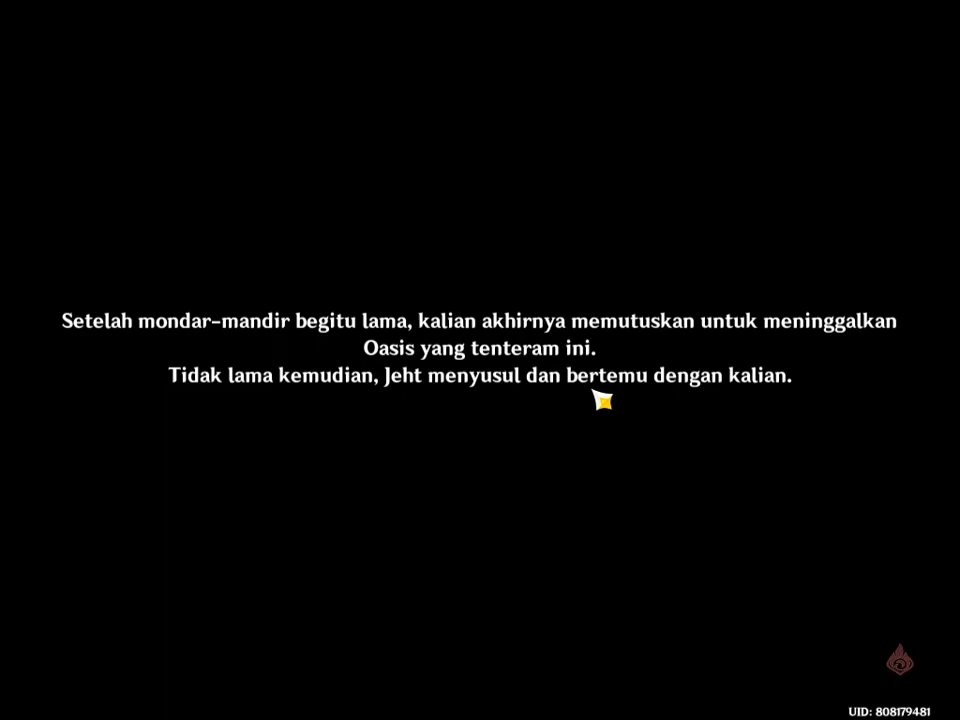 Setelah mondar-mandir begitu lama, kalian akhirnya memutuskan untuk meninggalkan
Oasis yang tenteram ini.
Tidak lama kemudian, Jeht menyusul dan bertemu dengan kalian.
UID: 808179481